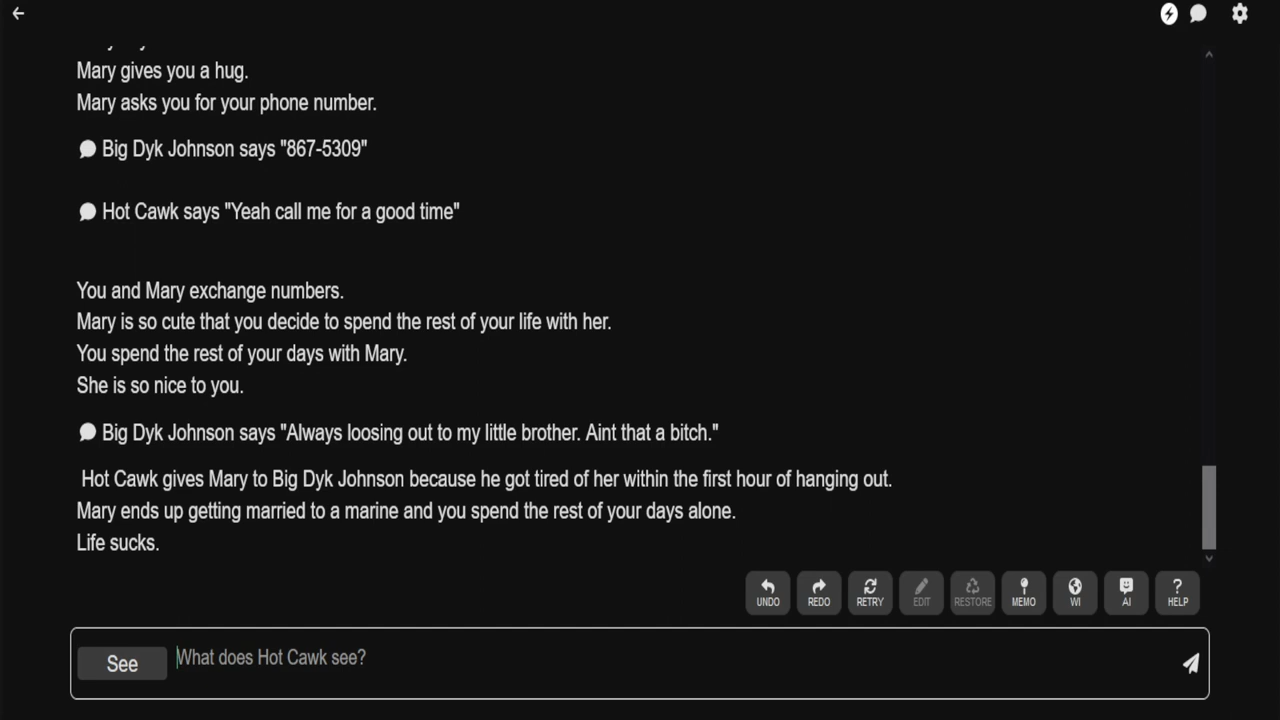 Mary gives you a hug.
Mary asks you for your phone number.
Big Dyk Johnson says "867-5309"
Hot Cawk says "Yeah call me for a good time"
You and Mary exchange numbers.
Mary is so cute that you decide to spend the rest of your life with her.
You spend the rest of your days with Mary.
She is so nice to you.
Big Dyk Johnson says "Always loosing out to my little brother. Aint that a bitch."
Hot Cawk gives Mary to Big Dyk Johnson because he got tired of her within the first hour of hanging out.
Mary ends up getting married to a marine and you spend the rest of your days alone.
Life sucks.
UNDO REDO RETRY EDIT RESTORE MEMO WI AI HELP
See What does Hot Cawk see?